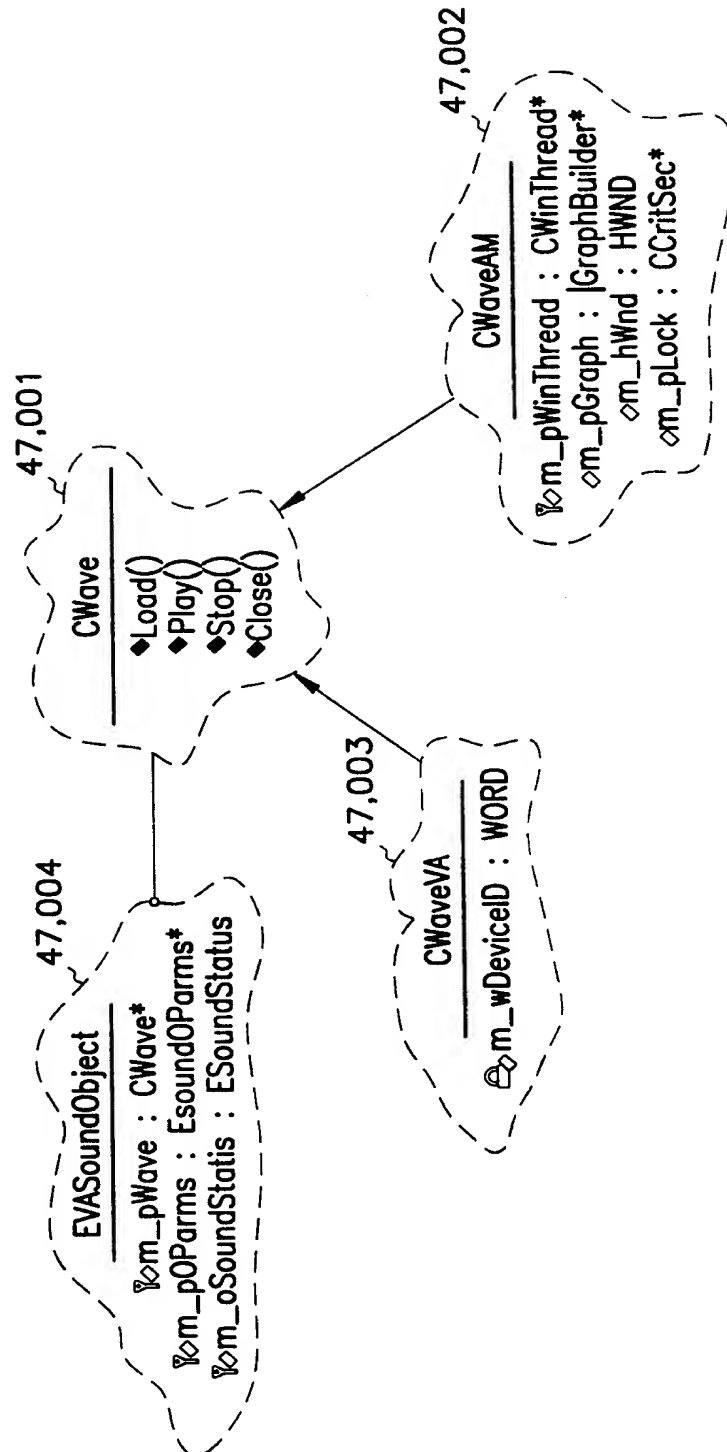 47,004
EVASoundObject
m_pWave : CWave*
m_pOParms : EsoundOParms*
m_oSoundStatis : ESoundStatus
47,001
CWave
Load()
Play()
Stop()
Close()
47,003
CWaveVA
m_wDeviceID : WORD
47,002
CWaveAM
m_pWinThread : CWinThread*
m_pGraph : IGraphBuilder*
m_hWnd : HWND
m_pLock : CCritSec*